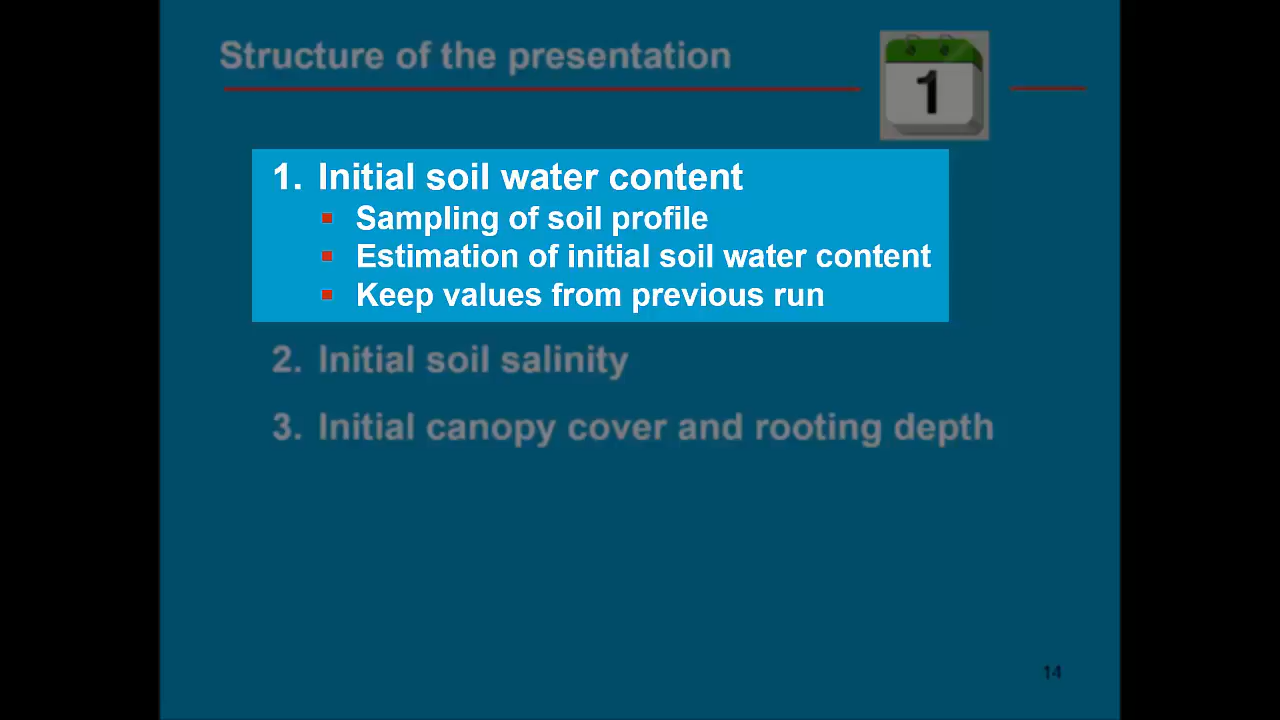 Structure of the presentation
1
1. Initial soil water content
Sampling of soil profile
Estimation of initial soil water content
Keep values from previous run
2. Initial soil salinity
3. Initial canopy cover and rooting depth
14